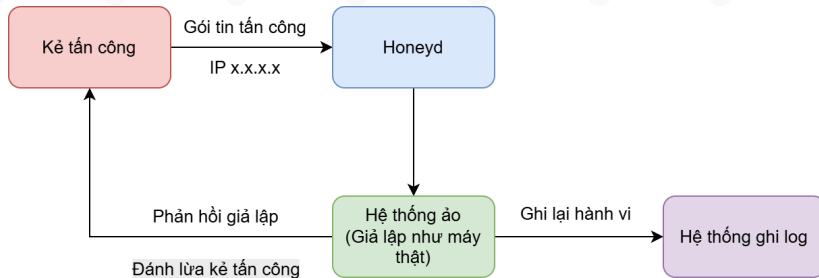 Gói tin tấn công
Kẻ tấn công
Honeyd
IP x.x.x.x
Phản hồi giả lập
Hệ thống ảo
(Giả lập như máy
thật)
Ghi lại hành vi
Hệ thống ghi log
Đánh lừa kẻ tấn công